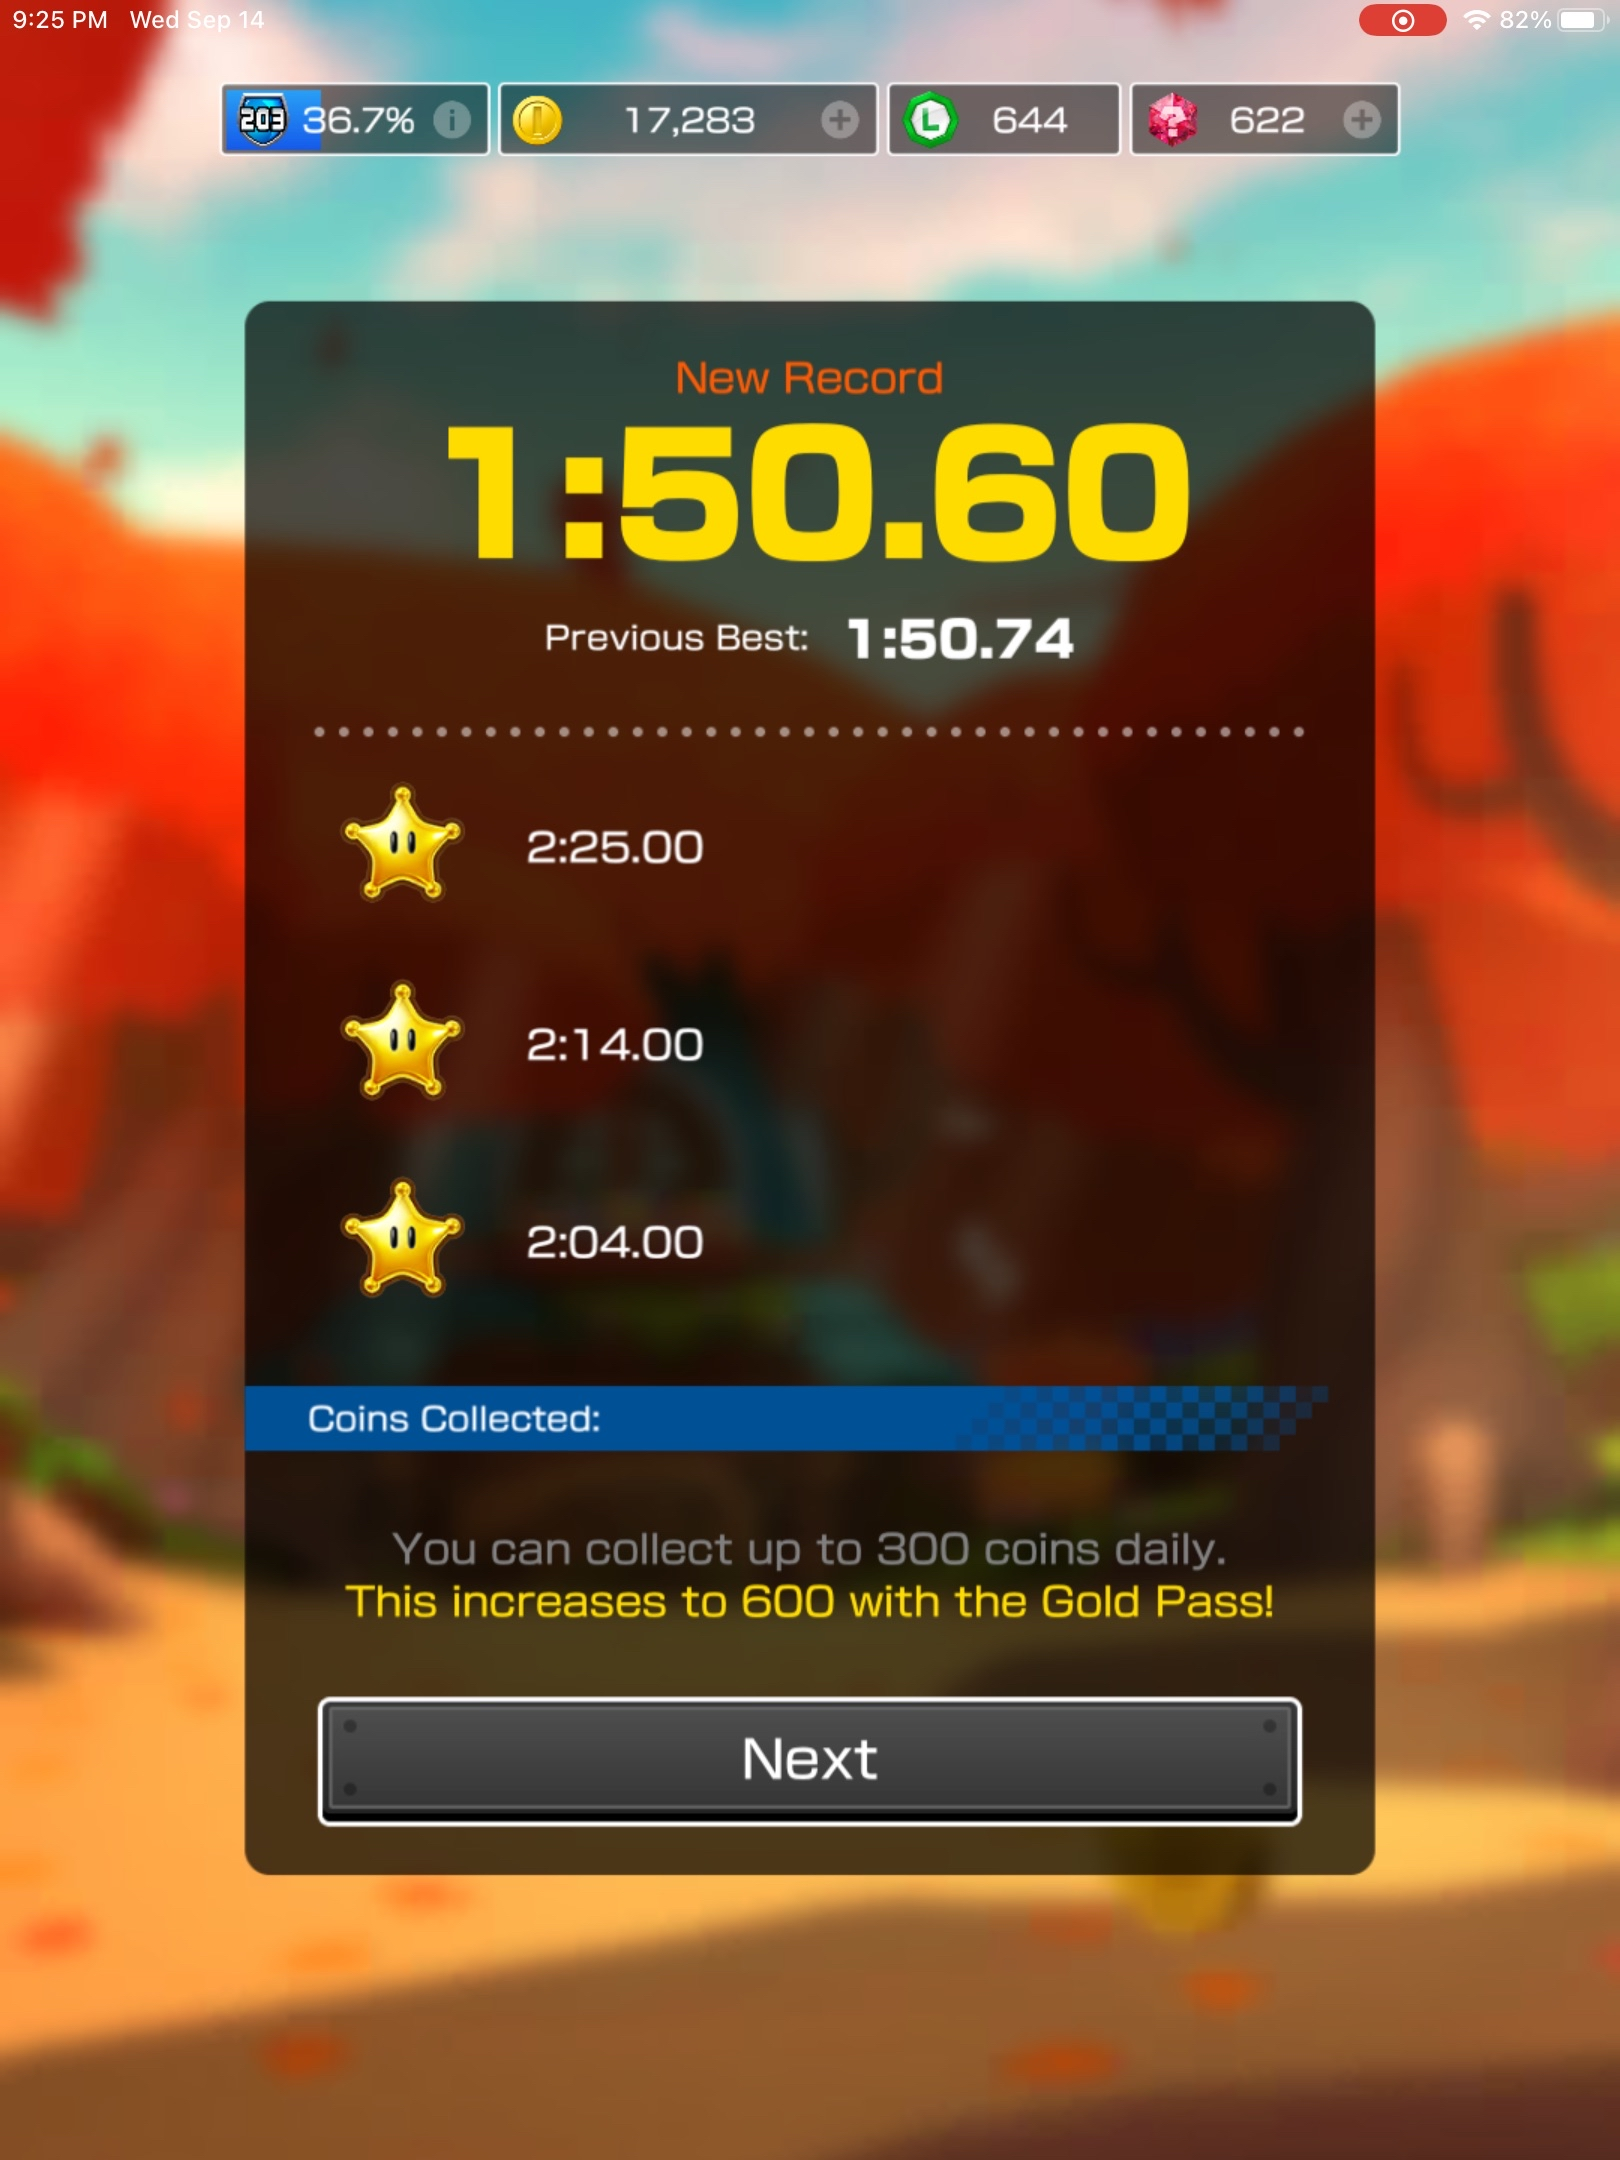 9:25 PM Wed Sep 14 82%
203 36.7% i 17,283 L 644 ? 622
New Record
1:50.60
Previous Best: 1:50.74
2:25.00
2:14.00
2:04.00
Coins Collected:
You can collect up to 300 coins daily.
This increases to 600 with the Gold Pass!
Next